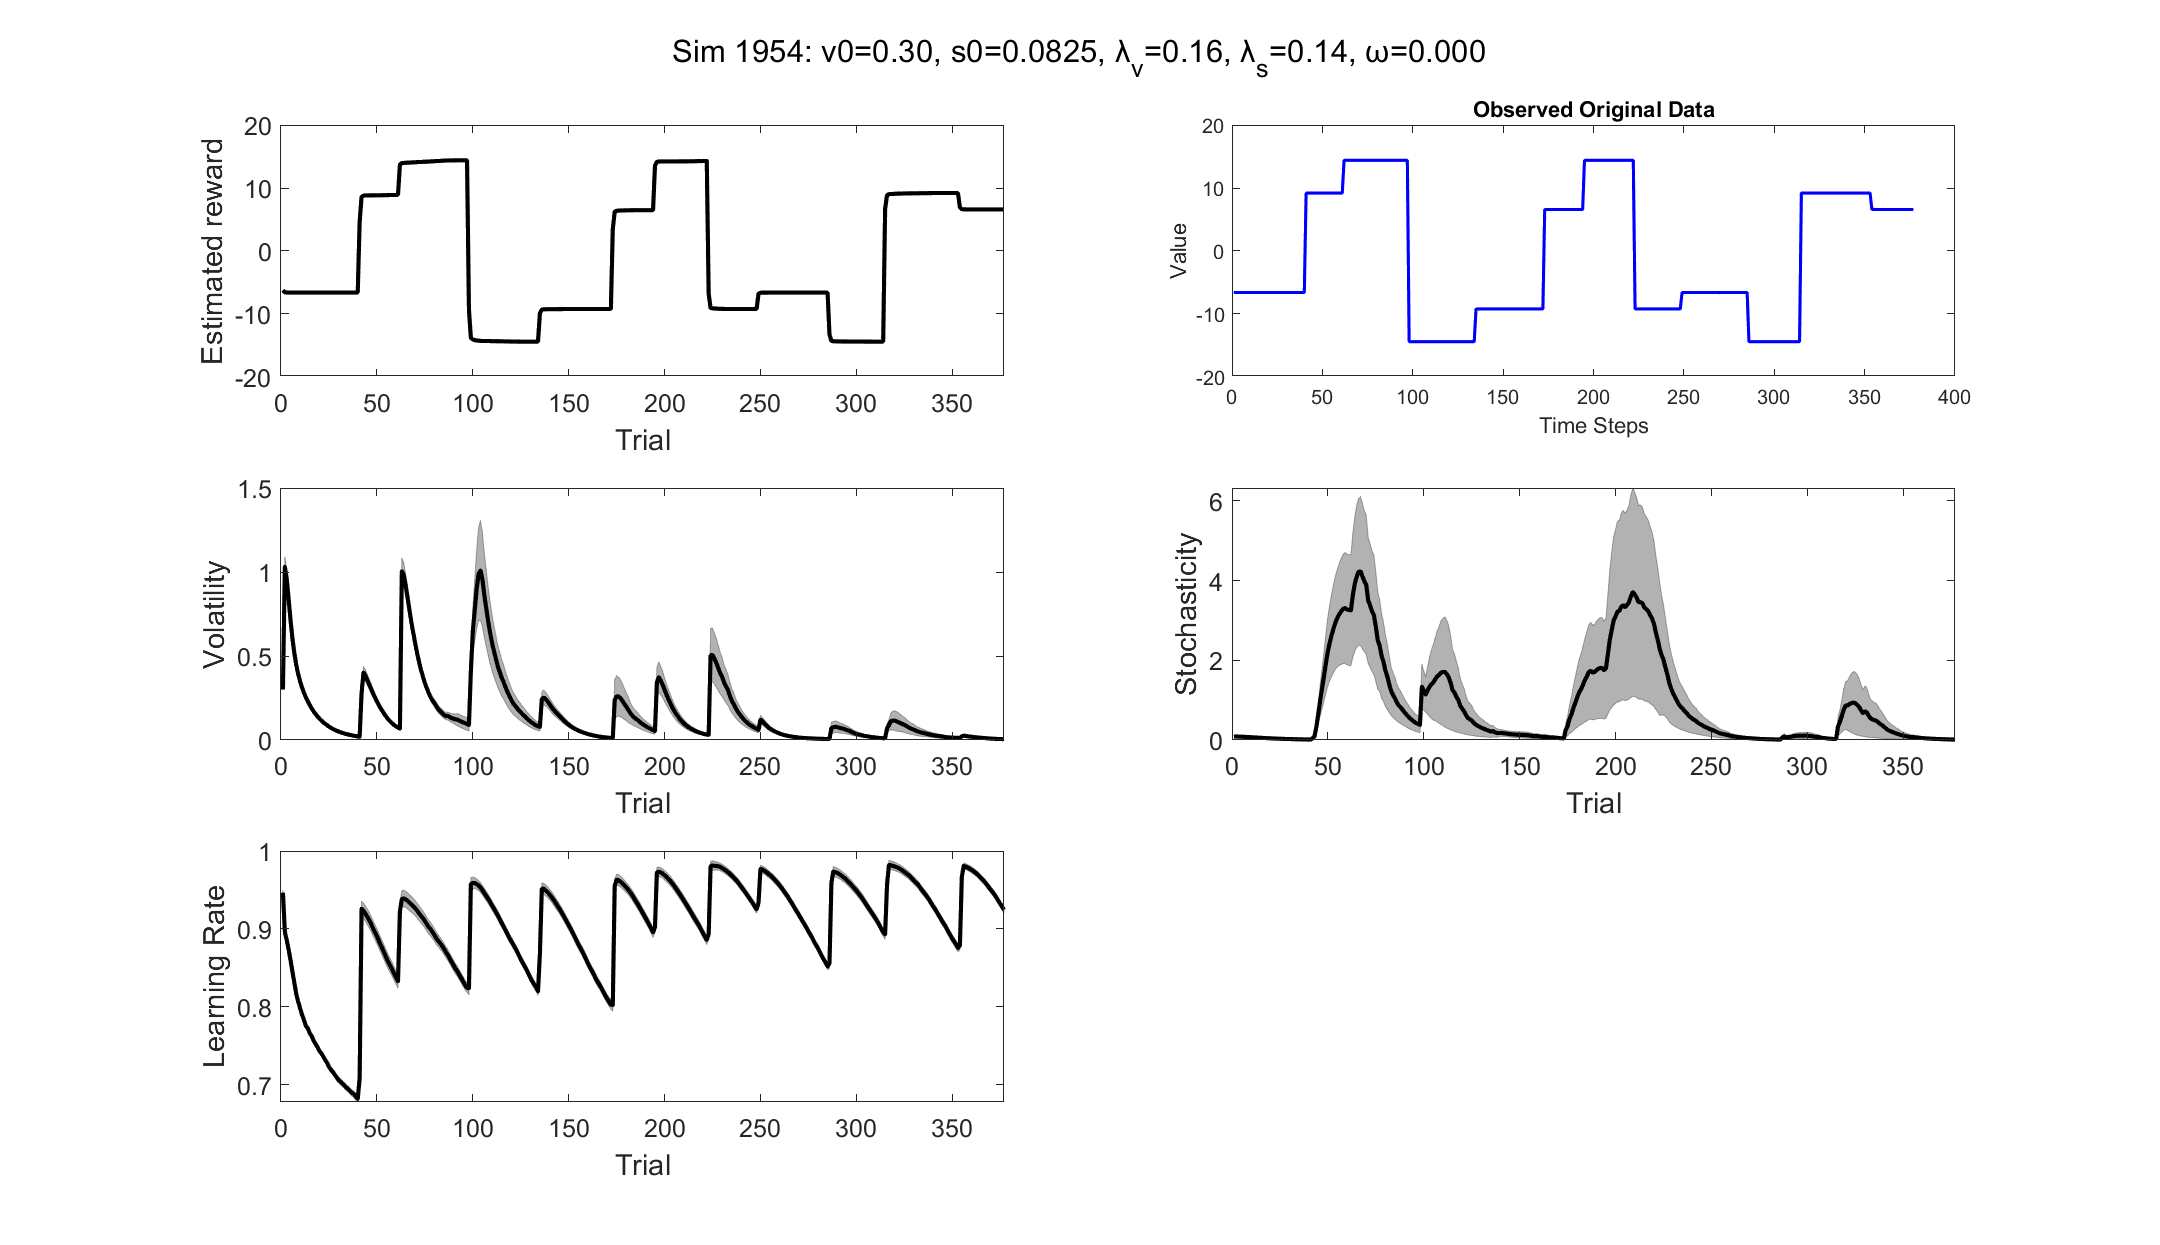 Sim 1954: v0=0.30, s0=0.0825, λv=0.16, λs=0.14, ω=0.000
Estimated reward
20
10
0
-10
-20
0 50 100 150 200 250 300 350
Trial
Observed Original Data
Value
20
10
0
-10
-20
0 50 100 150 200 250 300 350 400
Time Steps
Volatility
1.5
1
0.5
0
0 50 100 150 200 250 300 350
Trial
Stochasticity
6
4
2
0
0 50 100 150 200 250 300 350
Trial
Learning Rate
1
0.9
0.8
0.7
0 50 100 150 200 250 300 350
Trial